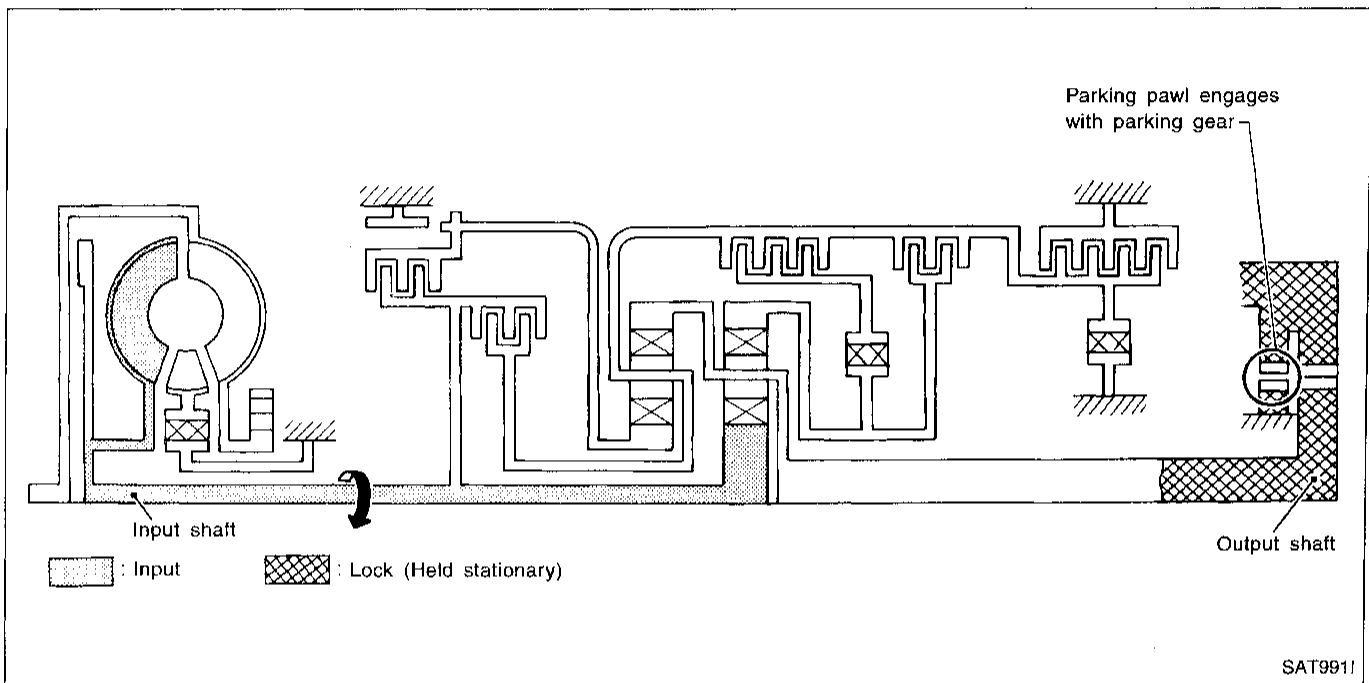 Parking pawl engages
with parking gear
Input shaft
Output shaft
: Input
: Lock (Held stationary)
SAT991I